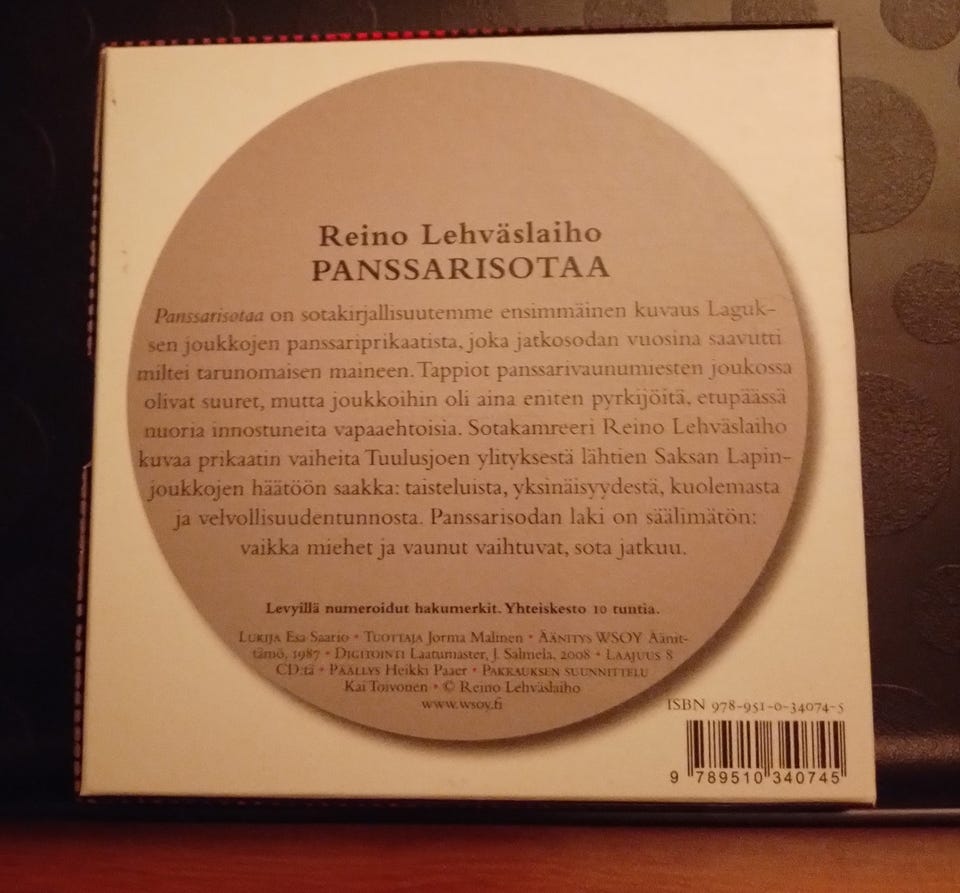 Reino Lehväslaiho
PANSSARISOTAA
Panssarisotaa on sotakirjallisuutemme ensimmäinen kuvaus Laguk-
sen joukkojen panssariprikaatista, joka jatkosodan vuosina saavutti
miltei tarunomaisen maineen. Tappiot panssarivaunumiesten joukossa
olivat suuret, mutta joukkoihin oli aina eniten pyrkijöitä, etupäässä
nuoria innostuneita vapaaehtoisia. Sotakamreeri Reino Lehväslaiho
kuvaa prikaatin vaiheita Tuulusjoen ylityksestä lähtien Saksan Lapin-
joukkojen häätöön saakka: taisteluista, yksinäisyydestä, kuolemasta
ja velvollisuudentunnosta. Panssarisodan laki on säälimätön:
vaikka miehet ja vaunut vaihtuvat, sota jatkuu.
Levyillä numeroidut hakumerkit. Yhteiskesto 10 tuntia.
LUKIJA Esa Saario • TUOTTAJA Jorma Malinen • ÄÄNITYS WSOY Äänit-
tämö, 1987 • DIGITOINTI Laatumaster, J. Salmela, 2008 • LAAJUUS 8
CD:tä • PÄÄLLYS Heikki Paaer • PAKKAUKSEN SUUNNITTELU
Kai Toivonen • © Reino Lehväslaiho
www.wsoy.fi
ISBN 978-951-0-34074-5
9 789510 340745